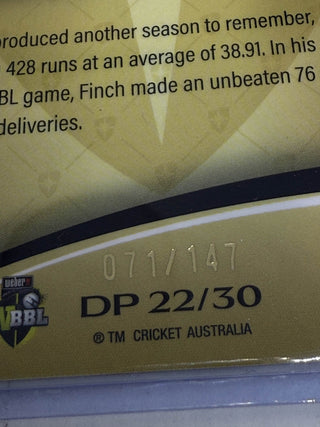 produced another season to remember,
428 runs at an average of 38.91. In his
BL game, Finch made an unbeaten 76
deliveries.
071/147
weber
WBBL
DP 22/30
® TM CRICKET AUSTRALIA